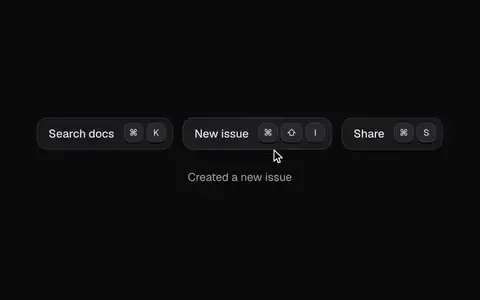 Search docs ⌘ K
New issue ⌘ ⇧ I
Share ⌘ S
Created a new issue